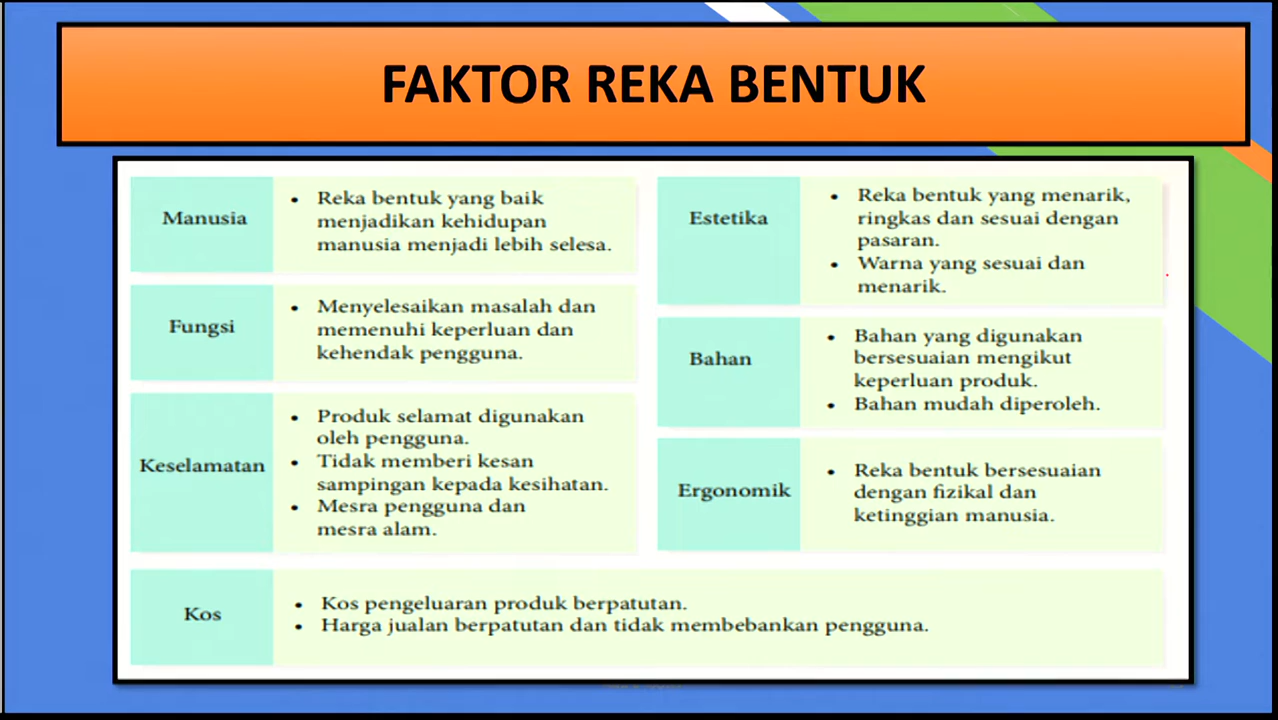 FAKTOR REKA BENTUK
Manusia
• Reka bentuk yang baik
menjadikan kehidupan
manusia menjadi lebih selesa.
Fungsi
• Menyelesaikan masalah dan
memenuhi keperluan dan
kehendak pengguna.
Keselamatan
• Produk selamat digunakan
oleh pengguna.
• Tidak memberi kesan
sampingan kepada kesihatan.
• Mesra pengguna dan
mesra alam.
Estetika
• Reka bentuk yang menarik,
ringkas dan sesuai dengan
pasaran.
• Warna yang sesuai dan
menarik.
Bahan
• Bahan yang digunakan
bersesuaian mengikut
keperluan produk.
• Bahan mudah diperoleh.
Ergonomik
• Reka bentuk bersesuaian
dengan fizikal dan
ketinggian manusia.
Kos
• Kos pengeluaran produk berpatutan.
• Harga jualan berpatutan dan tidak membebankan pengguna.